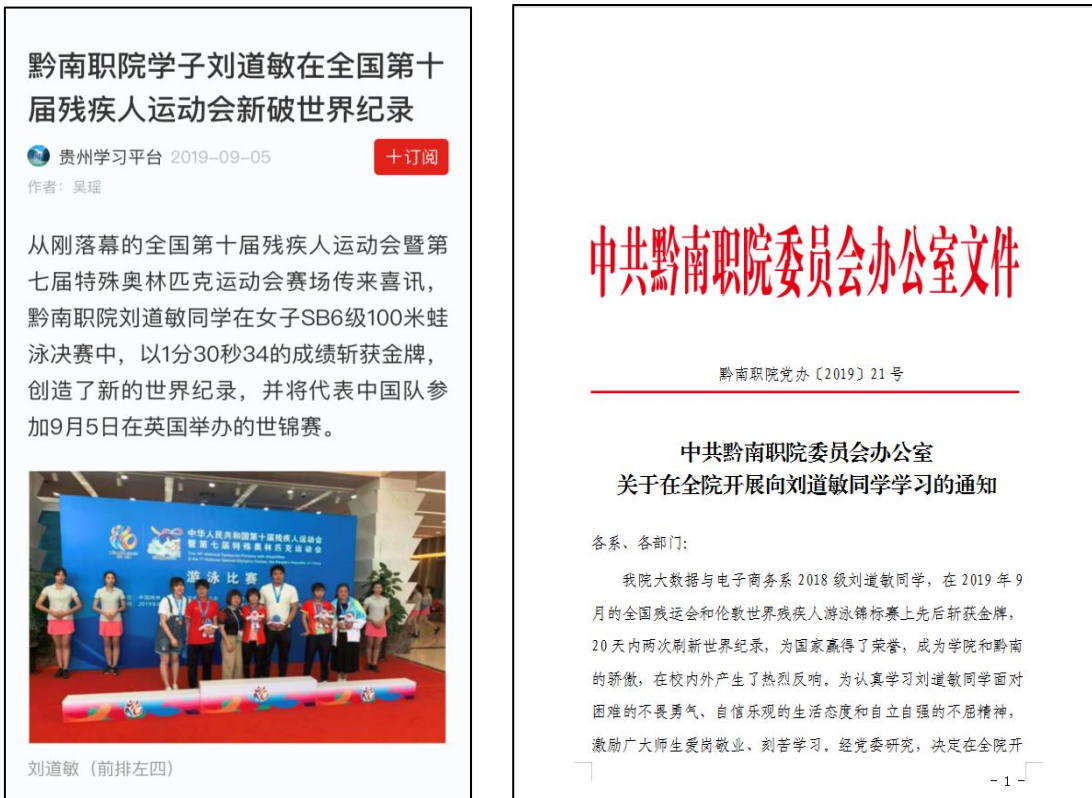 黔南职院学子刘道敏在全国第十
届残疾人运动会新破世界纪录
贵州学习平台 2019-09-05
十订阅
作者：吴瑶
从刚落幕的全国第十届残疾人运动会暨第
七届特殊奥林匹克运动会赛场传来喜讯，
黔南职院刘道敏同学在女子SB6级100米蛙
泳决赛中，以1分30秒34的成绩斩获金牌，
创造了新的世界纪录，并将代表中国队参
加9月5日在英国举办的世锦赛。
中华人民共和国第十届残疾人运动会
暨第七届特殊奥林匹克运动会
游泳比赛
刘道敏（前排左四）
中共黔南职院委员会办公室文件
黔南职院党办〔2019〕21号
中共黔南职院委员会办公室
关于在全院开展向刘道敏同学学习的通知
各系、各部门：
我院大数据与电子商务系 2018 级刘道敏同学，在 2019 年 9
月的全国残运会和伦敦世界残疾人游泳锦标赛上先后斩获金牌，
20 天内两次刷新世界纪录，为国家赢得了荣誉，成为学院和黔南
的骄傲，在校内外产生了热烈反响。为认真学习刘道敏同学面对
困难的不畏勇气、自信乐观的生活态度和自立自强的不屈精神，
激励广大师生爱岗敬业、刻苦学习。经党委研究，决定在全院开
- 1 -